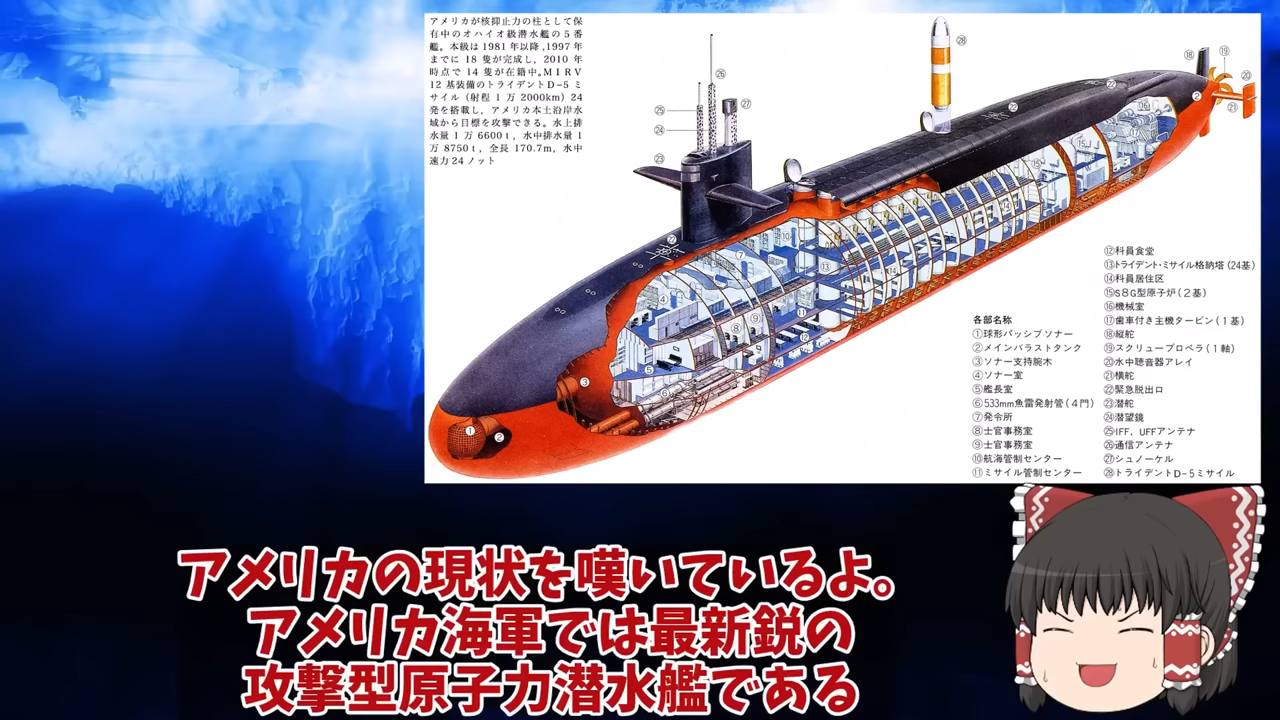 アメリカが核抑止力の柱として保
有中のオハイオ級潜水艦の5番
艦。本級は1981年以降,1997年
までに18隻が完成し，2010年
時点で14隻が在籍中。MIRV
12基装備のトライデントD-5ミ
サイル（射程1万2000km）24
発を搭載し，アメリカ本土沿岸水
域から目標を攻撃できる。水上排
水量1万6600t，水中排水量1
万8750t，全長170.7m，水中
速力24ノット
各部名称
①球形パッシブソナー
②メインバラストタンク
③ソナー支持腕木
④ソナー室
⑤艦長室
⑥533mm魚雷発射管(４門)
⑦発令所
⑧士官事務室
⑨士官事務室
⑩航海管制センター
⑪ミサイル管制センター
⑫科員食堂
⑬トライデント・ミサイル格納塔(24基)
⑭科員居住区
⑮S8G型原子炉(２基)
⑯機械室
⑰歯車付き主機タービン(１基)
⑱縦舵
⑲スクリュープロペラ(１軸)
⑳水中聴音器アレイ
㉑横舵
㉒緊急脱出口
㉓潜舵
㉔潜望鏡
㉕IFF，UFFアンテナ
㉖通信アンテナ
㉗シュノーケル
㉘トライデントD-5ミサイル
アメリカの現状を嘆いているよ。
アメリカ海軍では最新鋭の
攻撃型原子力潜水艦である